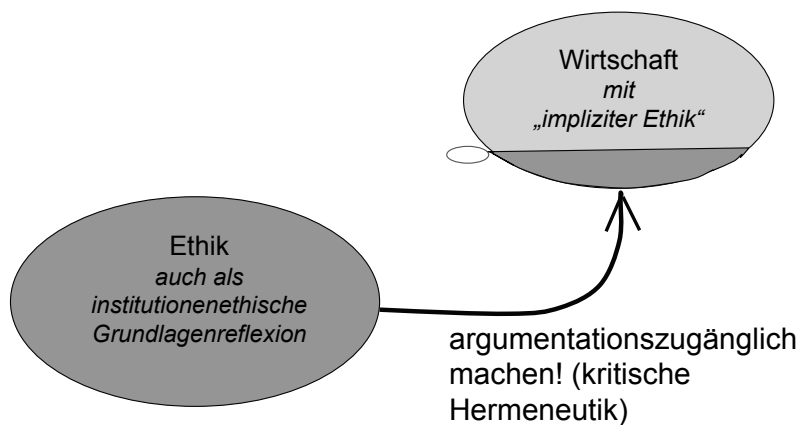 Wirtschaft
mit
„impliziter Ethik“
Ethik
auch als
institutionenethische
Grundlagenreflexion
argumentationszugänglich
machen! (kritische
Hermeneutik)